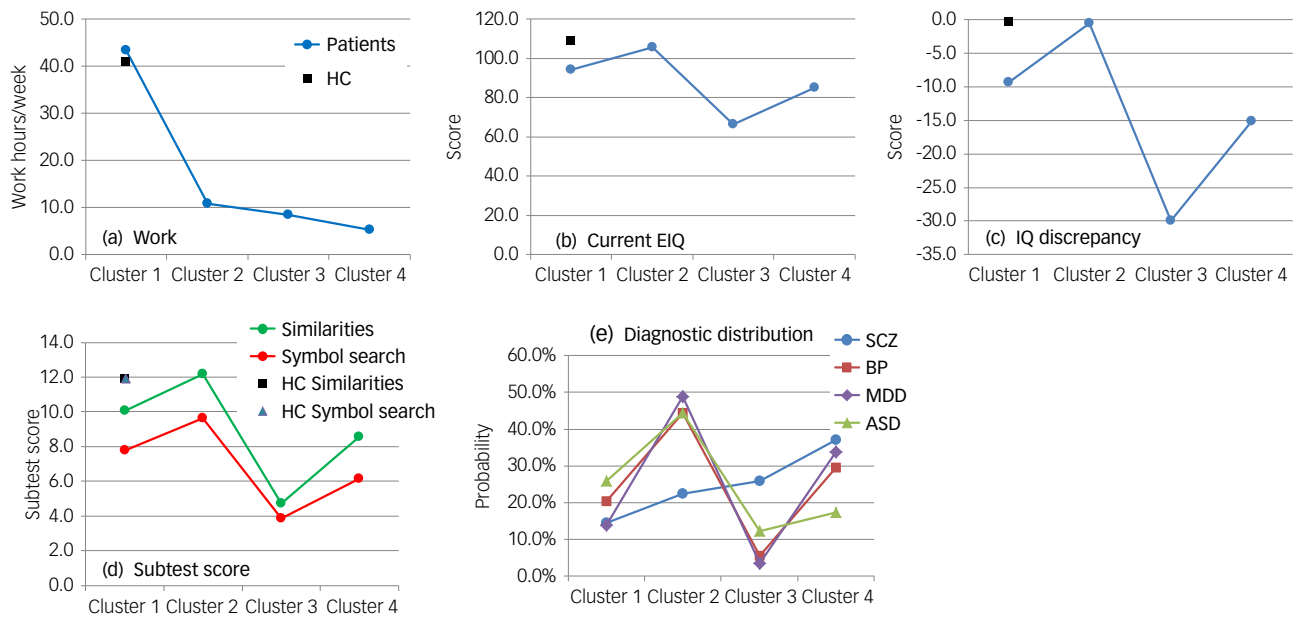 50.0
40.0
30.0
20.0
10.0
0.0
Work hours/week
Patients
HC
(a) Work
Cluster 1 Cluster 2 Cluster 3 Cluster 4
120.0
100.0
80.0
60.0
40.0
20.0
0.0
Score
(b) Current EIQ
Cluster 1 Cluster 2 Cluster 3 Cluster 4
0.0
-5.0
-10.0
-15.0
-20.0
-25.0
-30.0
-35.0
Score
(c) IQ discrepancy
Cluster 1 Cluster 2 Cluster 3 Cluster 4
14.0
12.0
10.0
8.0
6.0
4.0
2.0
0.0
Subtest score
Similarities
Symbol search
HC Similarities
HC Symbol search
(d) Subtest score
Cluster 1 Cluster 2 Cluster 3 Cluster 4
(e) Diagnostic distribution
60.0%
50.0%
40.0%
30.0%
20.0%
10.0%
0.0%
Probability
SCZ
BP
MDD
ASD
Cluster 1 Cluster 2 Cluster 3 Cluster 4